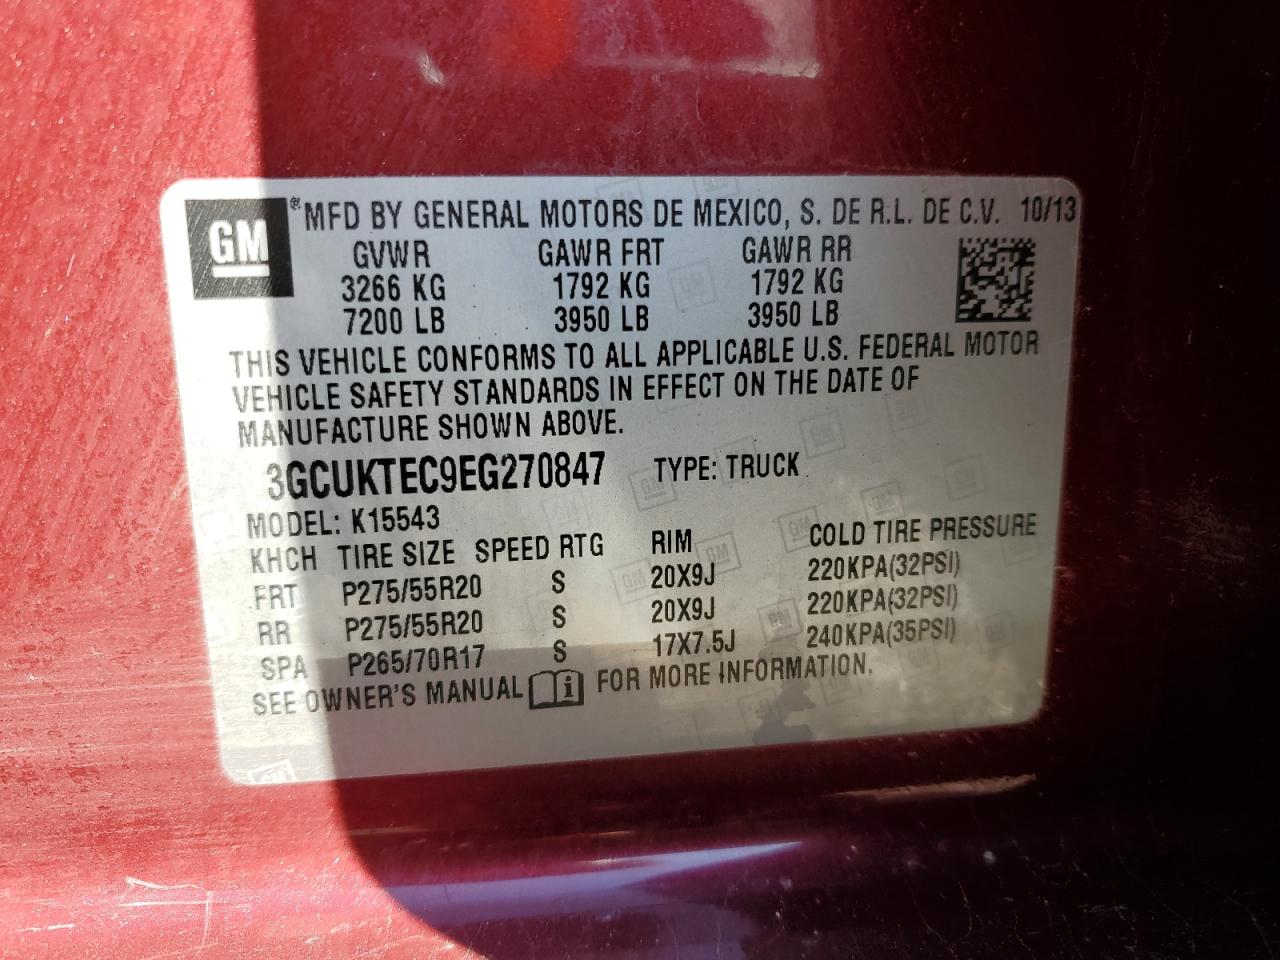 GM ® MFD BY GENERAL MOTORS DE MEXICO, S. DE R.L. DE C.V. 10/13
GVWR GAWR FRT GAWR RR
3266 KG 1792 KG 1792 KG
7200 LB 3950 LB 3950 LB
THIS VEHICLE CONFORMS TO ALL APPLICABLE U.S. FEDERAL MOTOR
VEHICLE SAFETY STANDARDS IN EFFECT ON THE DATE OF
MANUFACTURE SHOWN ABOVE.
3GCUKTEC9EG270847 TYPE: TRUCK
MODEL: K15543
KHCH TIRE SIZE SPEED RTG RIM COLD TIRE PRESSURE
FRT P275/55R20 S 20X9J 220KPA(32PSI)
RR P275/55R20 S 20X9J 220KPA(32PSI)
SPA P265/70R17 S 17X7.5J 240KPA(35PSI)
SEE OWNER'S MANUAL i FOR MORE INFORMATION.